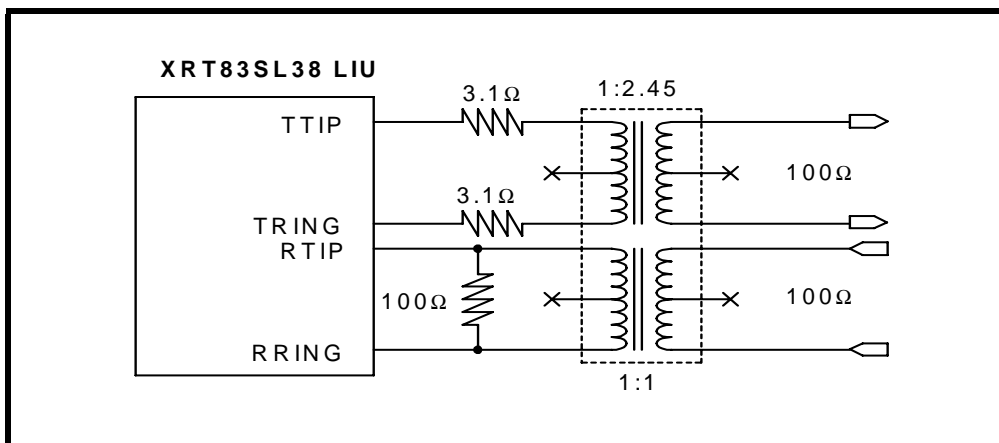 XRT83SL38 LIU
1:2.45
3.1Ω
TTIP
100Ω
3.1Ω
TRING
RTIP
100Ω
100Ω
RRING
1:1